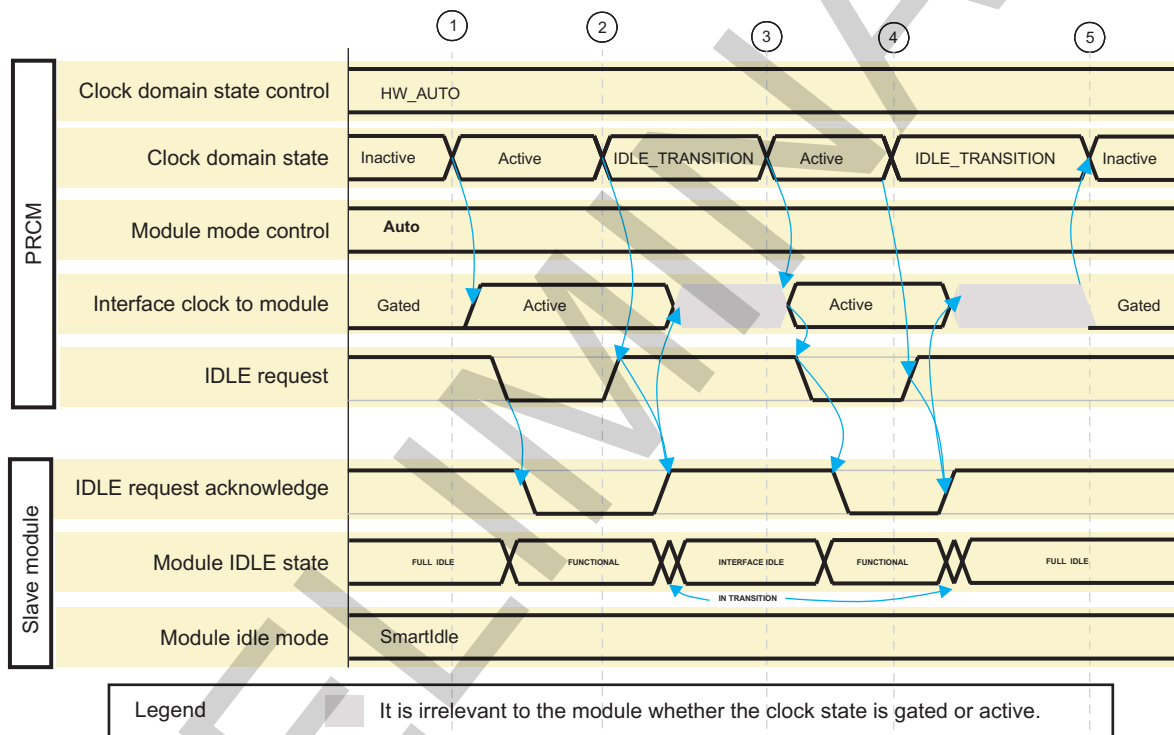 1 2 3 4 5
PRCM
Clock domain state control
HW_AUTO
Clock domain state
Inactive Active IDLE_TRANSITION Active IDLE_TRANSITION Inactive
Module mode control
Auto
Interface clock to module
Gated Active Active Gated
IDLE request
Slave module
IDLE request acknowledge
Module IDLE state
FULL IDLE FUNCTIONAL INTERFACE IDLE FUNCTIONAL FULL IDLE
IN TRANSITION
Module idle mode
SmartIdle
Legend It is irrelevant to the module whether the clock state is gated or active.